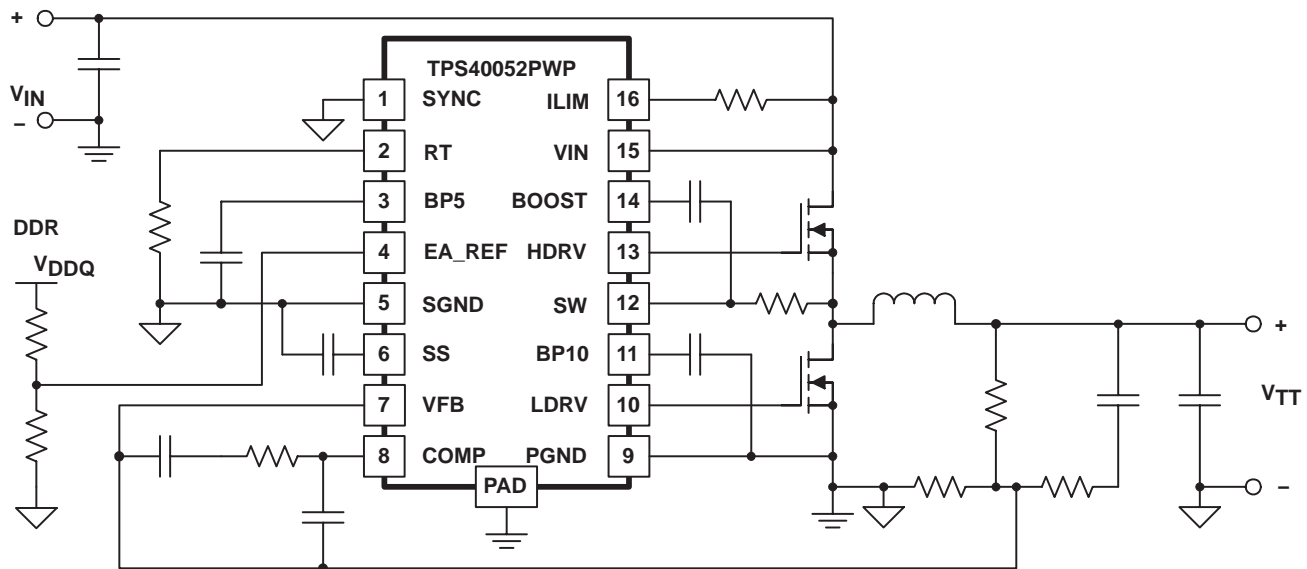 +
VIN
−
TPS40052PWP
1 SYNC ILIM 16
2 RT VIN 15
3 BP5 BOOST 14
DDR
VDDQ
4 EA_REF HDRV 13
5 SGND SW 12
6 SS BP10 11
7 VFB LDRV 10
8 COMP PGND 9
PAD
+
VTT
−